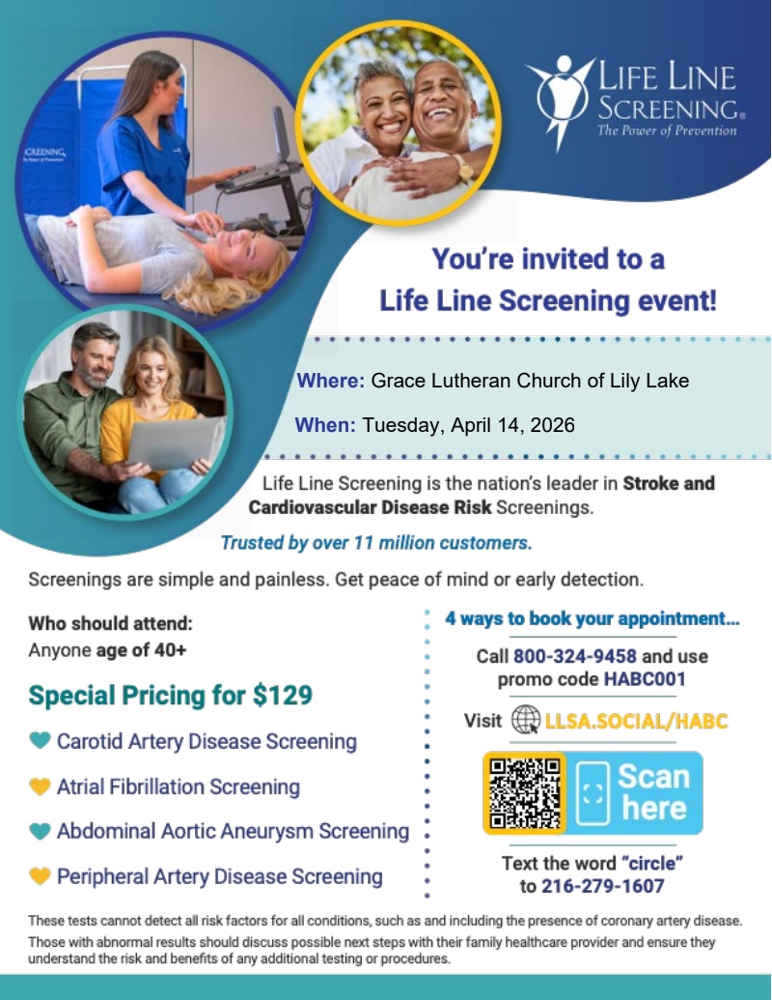 CREENING
The Power of Prevention
LIFE LINE
SCREENING®
The Power of Prevention
You're invited to a
Life Line Screening event!
Where: Grace Lutheran Church of Lily Lake
When: Tuesday, April 14, 2026
Life Line Screening is the nation's leader in Stroke and
Cardiovascular Disease Risk Screenings.
Trusted by over 11 million customers.
Screenings are simple and painless. Get peace of mind or early detection.
Who should attend:
Anyone age of 40+
Special Pricing for $129
Carotid Artery Disease Screening
Atrial Fibrillation Screening
Abdominal Aortic Aneurysm Screening
Peripheral Artery Disease Screening
4 ways to book your appointment...
Call 800-324-9458 and use
promo code HABC001
Visit LLSA.SOCIAL/HABC
Scan
here
Text the word “circle”
to 216-279-1607
These tests cannot detect all risk factors for all conditions, such as and including the presence of coronary artery disease.
Those with abnormal results should discuss possible next steps with their family healthcare provider and ensure they
understand the risk and benefits of any additional testing or procedures.